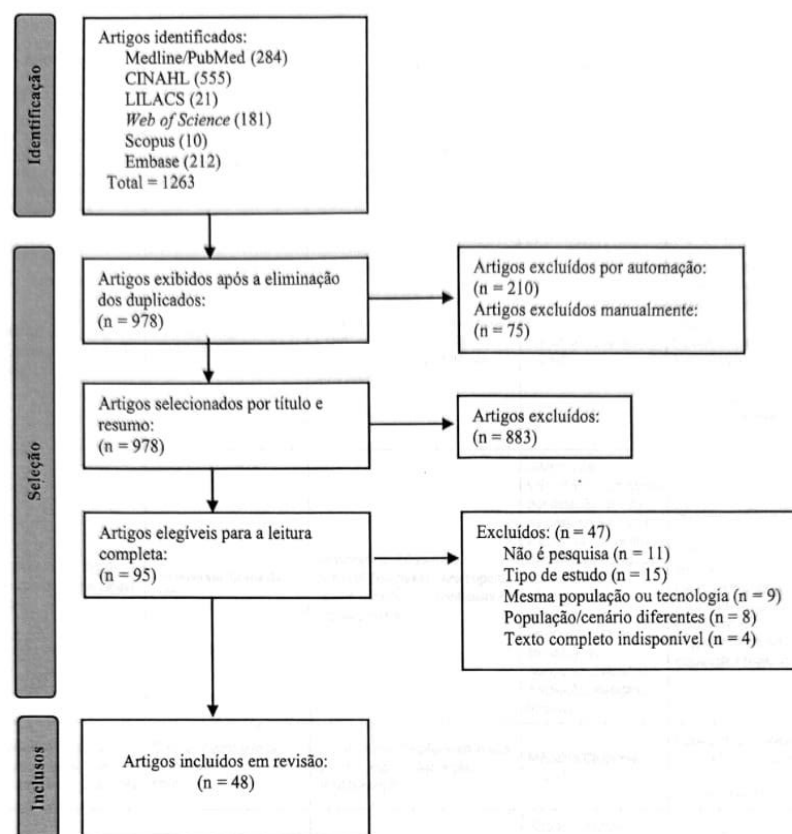 Identificação
Artigos identificados:
Medline/PubMed (284)
CINAHL (555)
LILACS (21)
Web of Science (181)
Scopus (10)
Embase (212)
Total = 1263
Seleção
Artigos exibidos após a eliminação
dos duplicados:
(n = 978)
Artigos excluídos por automação:
(n = 210)
Artigos excluídos manualmente:
(n = 75)
Artigos selecionados por título e
resumo:
(n = 978)
Artigos excluídos:
(n = 883)
Artigos elegíveis para a leitura
completa:
(n = 95)
Excluídos: (n = 47)
Não é pesquisa (n = 11)
Tipo de estudo (n = 15)
Mesma população ou tecnologia (n = 9)
População/cenário diferentes (n = 8)
Texto completo indisponível (n = 4)
Inclusos
Artigos incluídos em revisão:
(n = 48)